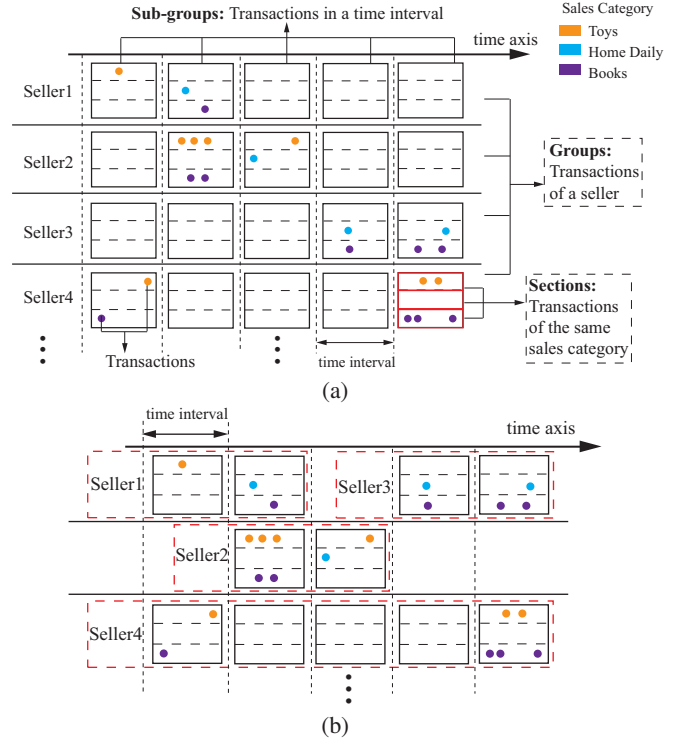 Sub-groups: Transactions in a time interval
Sales Category
Toys
Home Daily
Books
time axis
Seller1
Seller2
Groups:
Transactions
of a seller
Seller3
Seller4
Sections:
Transactions
of the same
sales category
Transactions
time interval
(a)
time interval
time axis
Seller1
Seller3
Seller2
Seller4
(b)